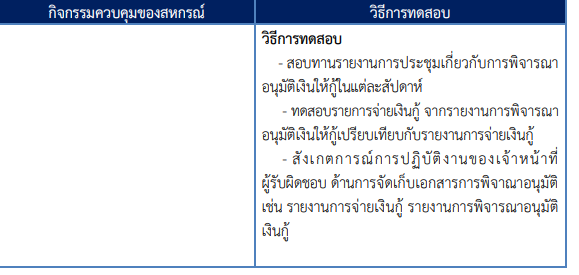 กิจกรรมควบคุมของสหกรณ์
วิธีการทดสอบ
วิธีการทดสอบ
- สอบทานรายงานการประชุมเกี่ยวกับการพิจารณา
อนุมัติเงินให้กู้ในแต่ละสัปดาห์
- ทดสอบรายการจ่ายเงินกู้ จากรายงานการพิจารณา
อนุมัติเงินให้กู้เปรียบเทียบกับรายงานการจ่ายเงินกู้
- สังเกตการณ์การปฏิบัติงานของเจ้าหน้าที่
ผู้รับผิดชอบ ด้านการจัดเก็บเอกสารการพิจาณาอนุมัติ
เช่น รายงานการจ่ายเงินกู้ รายงานการพิจารณาอนุมัติ
เงินกู้